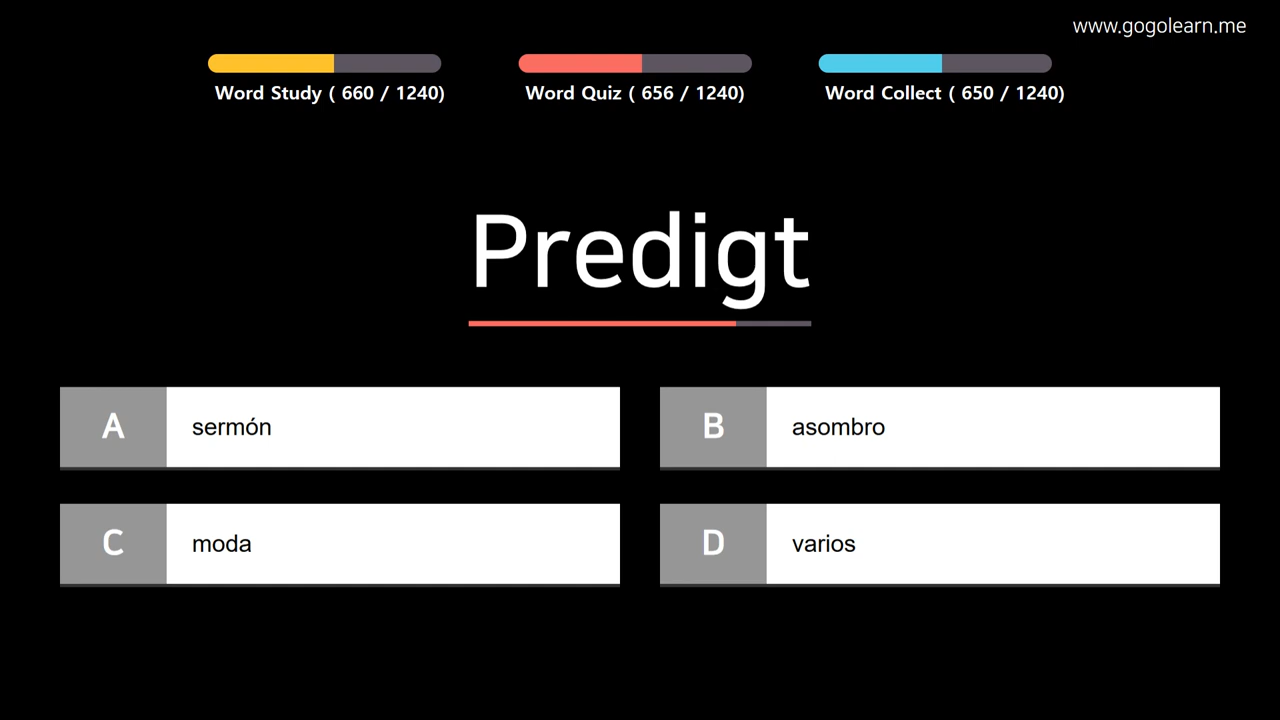 www.gogolearn.me
Word Study ( 660 / 1240)
Word Quiz ( 656 / 1240)
Word Collect ( 650 / 1240)
Predigt
A
sermón
B
asombro
C
moda
D
varios